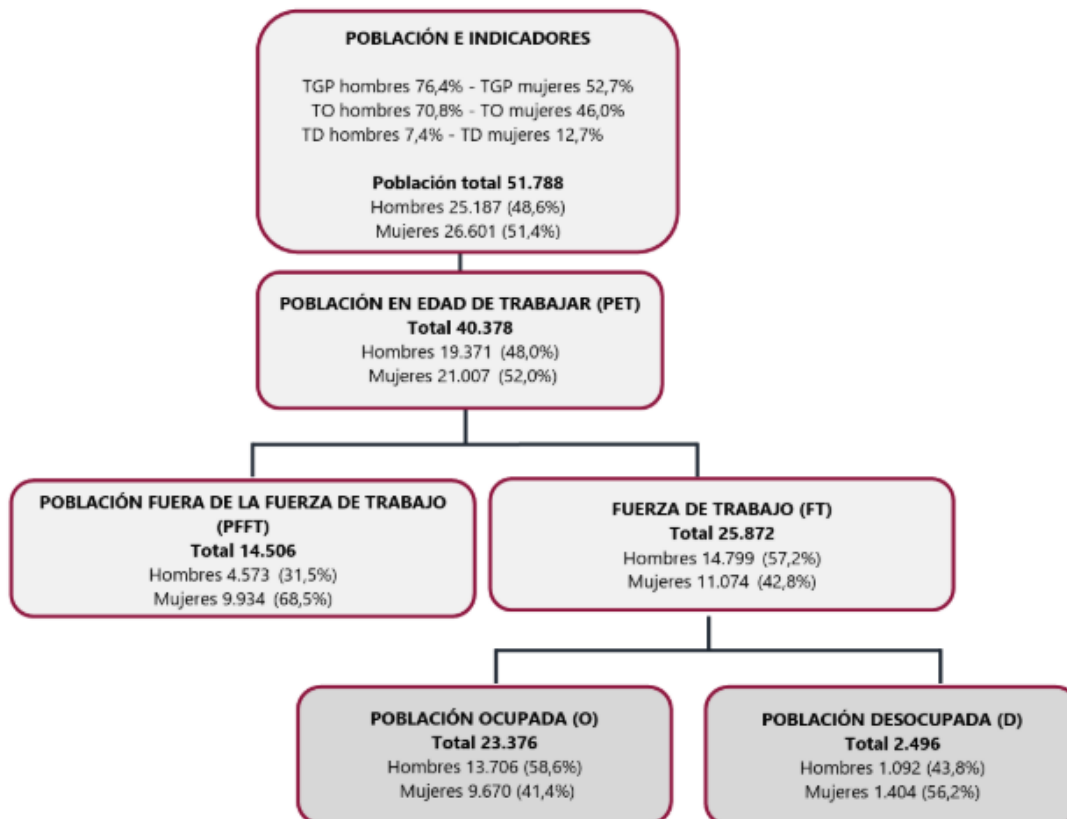 POBLACIÓN E INDICADORES
TGP hombres 76,4% - TGP mujeres 52,7%
TO hombres 70,8% - TO mujeres 46,0%
TD hombres 7,4% - TD mujeres 12,7%
Población total 51.788
Hombres 25.187 (48,6%)
Mujeres 26.601 (51,4%)
POBLACIÓN EN EDAD DE TRABAJAR (PET)
Total 40.378
Hombres 19.371 (48,0%)
Mujeres 21.007 (52,0%)
POBLACIÓN FUERA DE LA FUERZA DE TRABAJO
(PFFT)
Total 14.506
Hombres 4.573 (31,5%)
Mujeres 9.934 (68,5%)
FUERZA DE TRABAJO (FT)
Total 25.872
Hombres 14.799 (57,2%)
Mujeres 11.074 (42,8%)
POBLACIÓN OCUPADA (O)
Total 23.376
Hombres 13.706 (58,6%)
Mujeres 9.670 (41,4%)
POBLACIÓN DESOCUPADA (D)
Total 2.496
Hombres 1.092 (43,8%)
Mujeres 1.404 (56,2%)